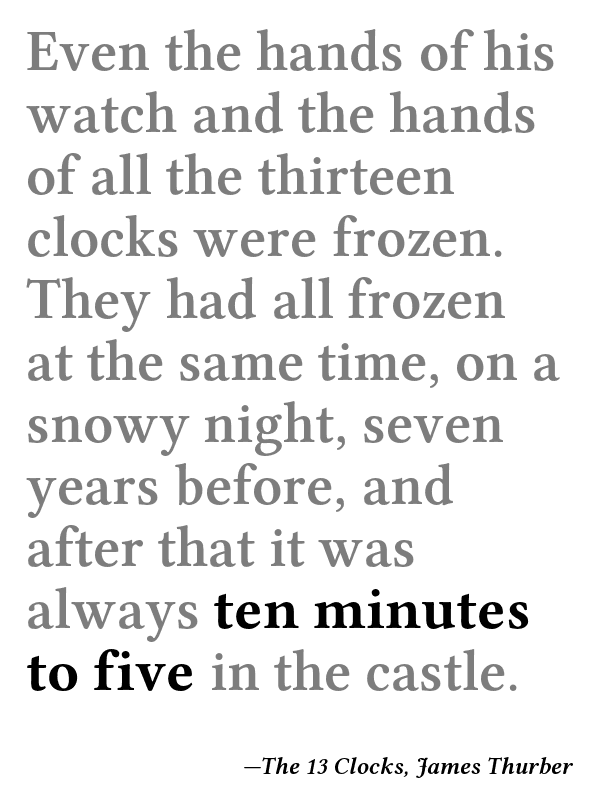 Even the hands of his
watch and the hands
of all the thirteen
clocks were frozen.
They had all frozen
at the same time, on a
snowy night, seven
years before, and
after that it was
always ten minutes
to five in the castle.
—The 13 Clocks, James Thurber